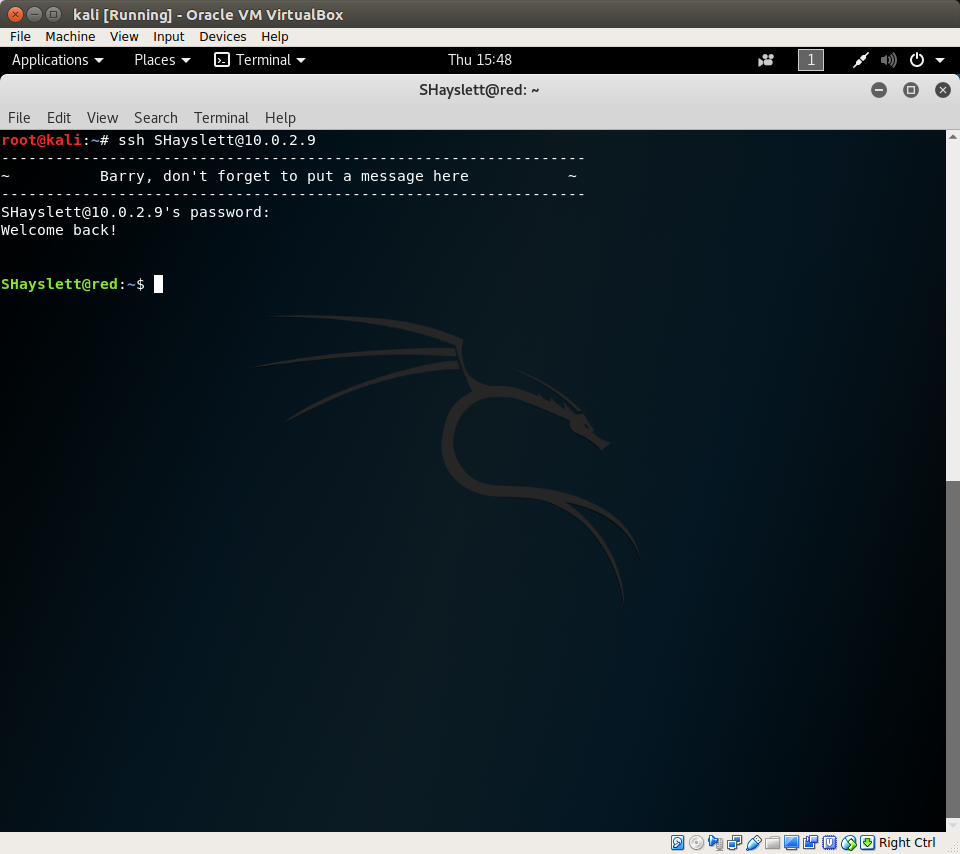 kali [Running] - Oracle VM VirtualBox
File Machine View Input Devices Help
Applications Places Terminal Thu 15:48 1
SHayslett@red: ~
File Edit View Search Terminal Help
root@kali:~# ssh SHayslett@10.0.2.9
-----------------------------------------------------------------
~          Barry, don't forget to put a message here           ~
-----------------------------------------------------------------
SHayslett@10.0.2.9's password:
Welcome back!
SHayslett@red:~$
Right Ctrl